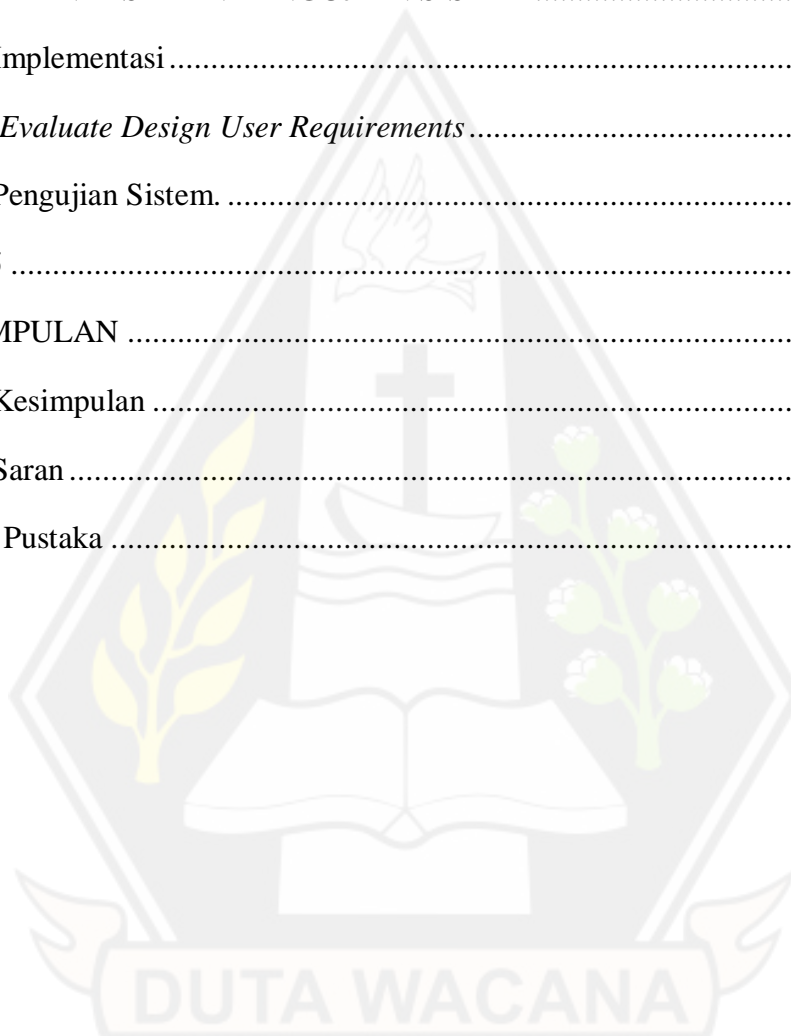 Implementasi ........................................................................
Evaluate Design User Requirements .....................................
Pengujian Sistem. .................................................................
..........................................................................................
MPULAN ..............................................................................
Kesimpulan ..........................................................................
Saran ...................................................................................
Pustaka ................................................................................
DUTA WACANA